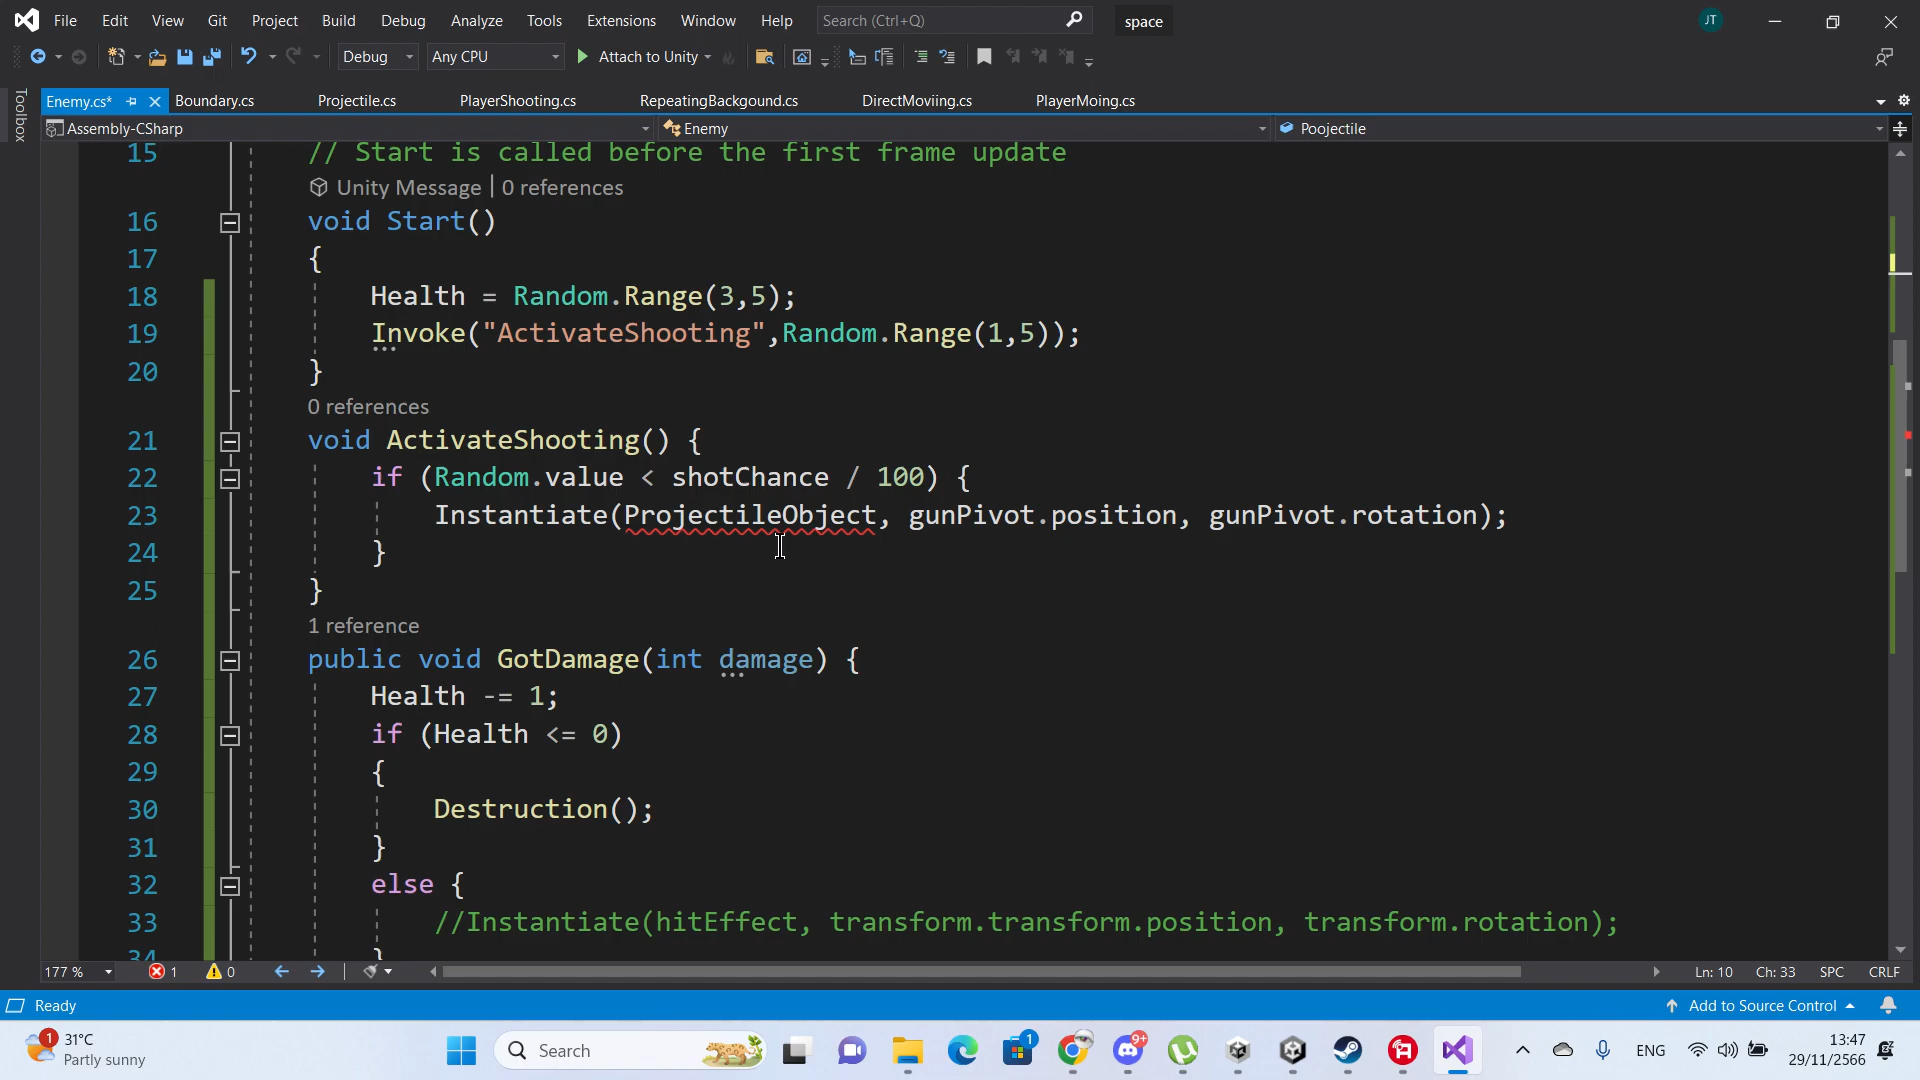 File Edit View Git Project Build Debug Analyze Tools Extensions Window Help Search (Ctrl+Q) space JT
Debug Any CPU Attach to Unity
Toolbox
Enemy.cs* Boundary.cs Projectile.cs PlayerShooting.cs RepeatingBackgound.cs DirectMoviing.cs PlayerMoing.cs
Assembly-CSharp Enemy Poojectile
15 // Start is called before the first frame update
Unity Message | 0 references
16 void Start()
17 {
18 Health = Random.Range(3,5);
19 Invoke("ActivateShooting",Random.Range(1,5));
20 }
0 references
21 void ActivateShooting() {
22 if (Random.value < shotChance / 100) {
23 Instantiate(ProjectileObject, gunPivot.position, gunPivot.rotation);
24 }
25 }
1 reference
26 public void GotDamage(int damage) {
27 Health -= 1;
28 if (Health <= 0)
29 {
30 Destruction();
31 }
32 else {
33 //Instantiate(hitEffect, transform.transform.position, transform.rotation);
34 }
177 % 1 0 Ln: 10 Ch: 33 SPC CRLF
Ready Add to Source Control
1 31°C Search 1 9+ ENG 13:47
Partly sunny 29/11/2566